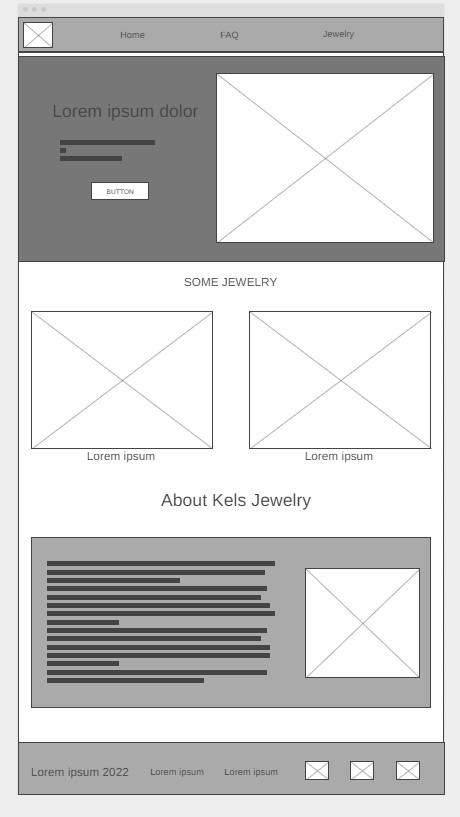 Home FAQ Jewelry
Lorem ipsum dolor
BUTTON
SOME JEWELRY
Lorem ipsum Lorem ipsum
About Kels Jewelry
Lorem ipsum 2022 Lorem ipsum Lorem ipsum